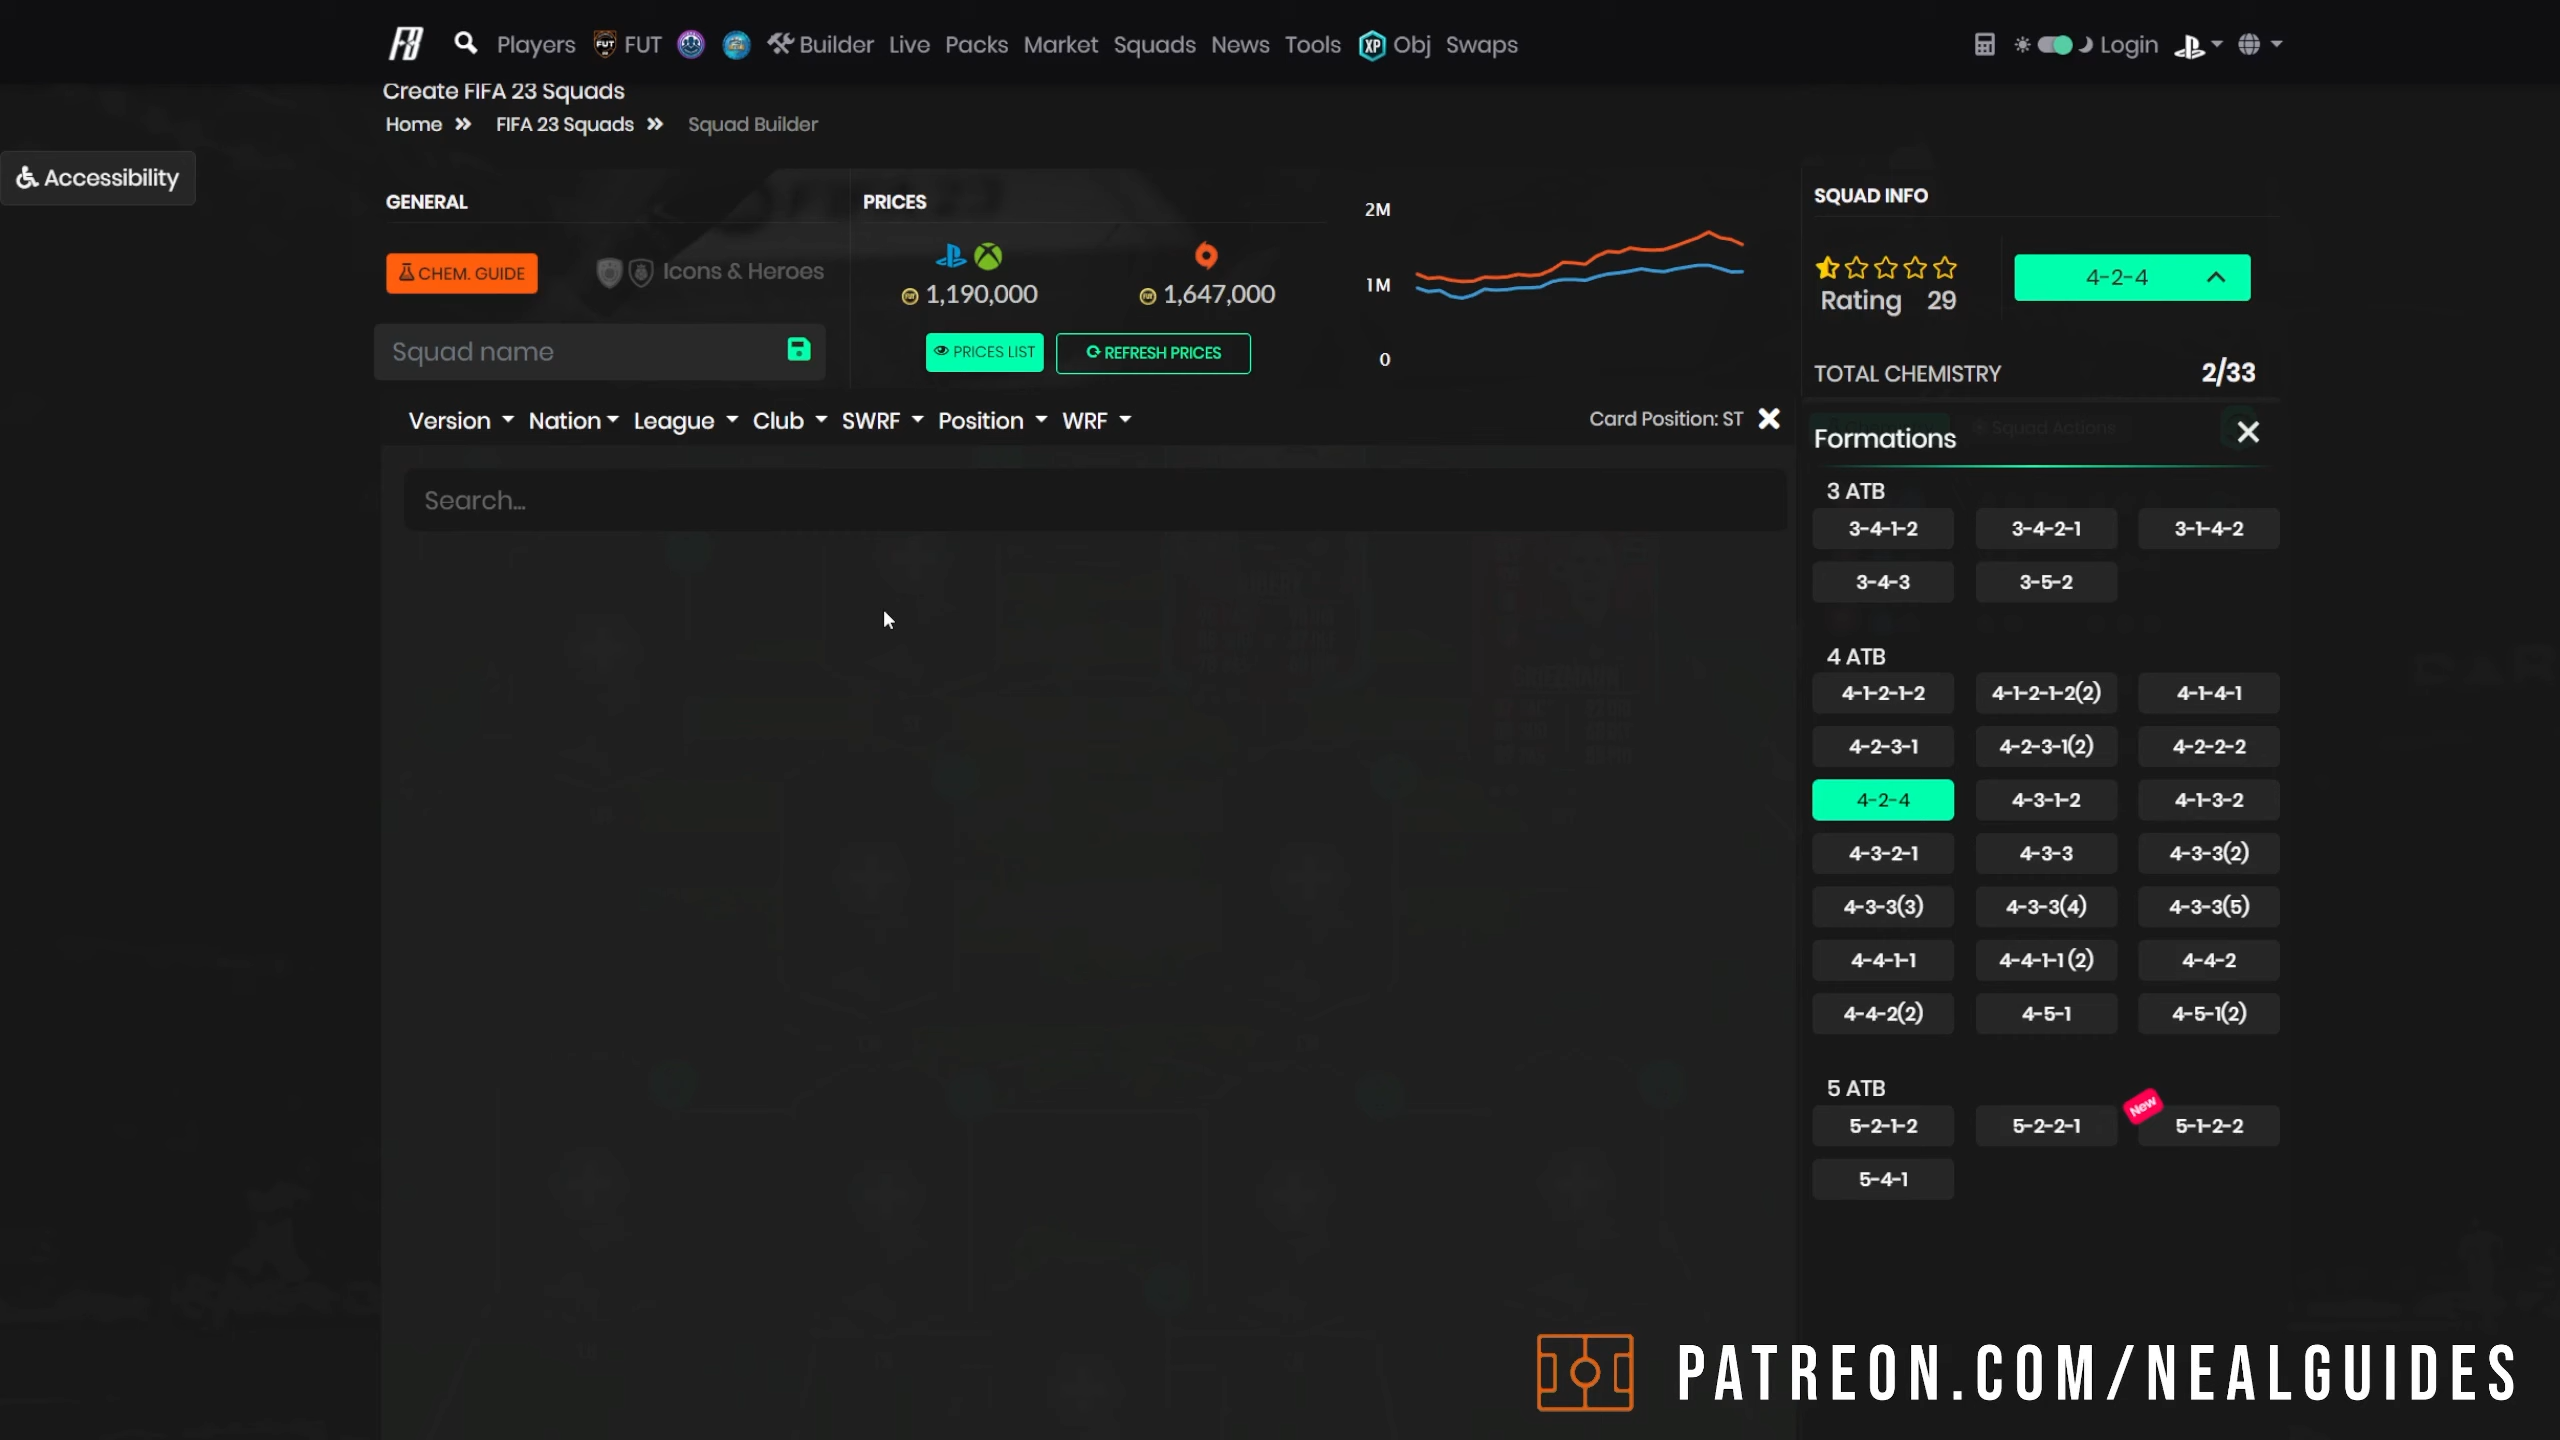 Players FUT Builder Live Packs Market Squads News Tools XP Obj Swaps Login
Create FIFA 23 Squads
Home » FIFA 23 Squads » Squad Builder
Accessibility
GENERAL
CHEM. GUIDE
Icons & Heroes
Squad name
PRICES
1,190,000
1,647,000
PRICES LIST
REFRESH PRICES
2M
1M
0
SQUAD INFO
Rating 29
4-2-4
TOTAL CHEMISTRY 2/33
Version Nation League Club SWRF Position WRF
Card Position: ST
Search...
Squad Actions
Formations
3 ATB
3-4-1-2 3-4-2-1 3-1-4-2
3-4-3 3-5-2
4 ATB
4-1-2-1-2 4-1-2-1-2(2) 4-1-4-1
4-2-3-1 4-2-3-1(2) 4-2-2-2
4-2-4 4-3-1-2 4-1-3-2
4-3-2-1 4-3-3 4-3-3(2)
4-3-3(3) 4-3-3(4) 4-3-3(5)
4-4-1-1 4-4-1-1(2) 4-4-2
4-4-2(2) 4-5-1 4-5-1(2)
5 ATB
New
5-2-1-2 5-2-2-1 5-1-2-2
5-4-1
PATREON.COM/NEALGUIDES